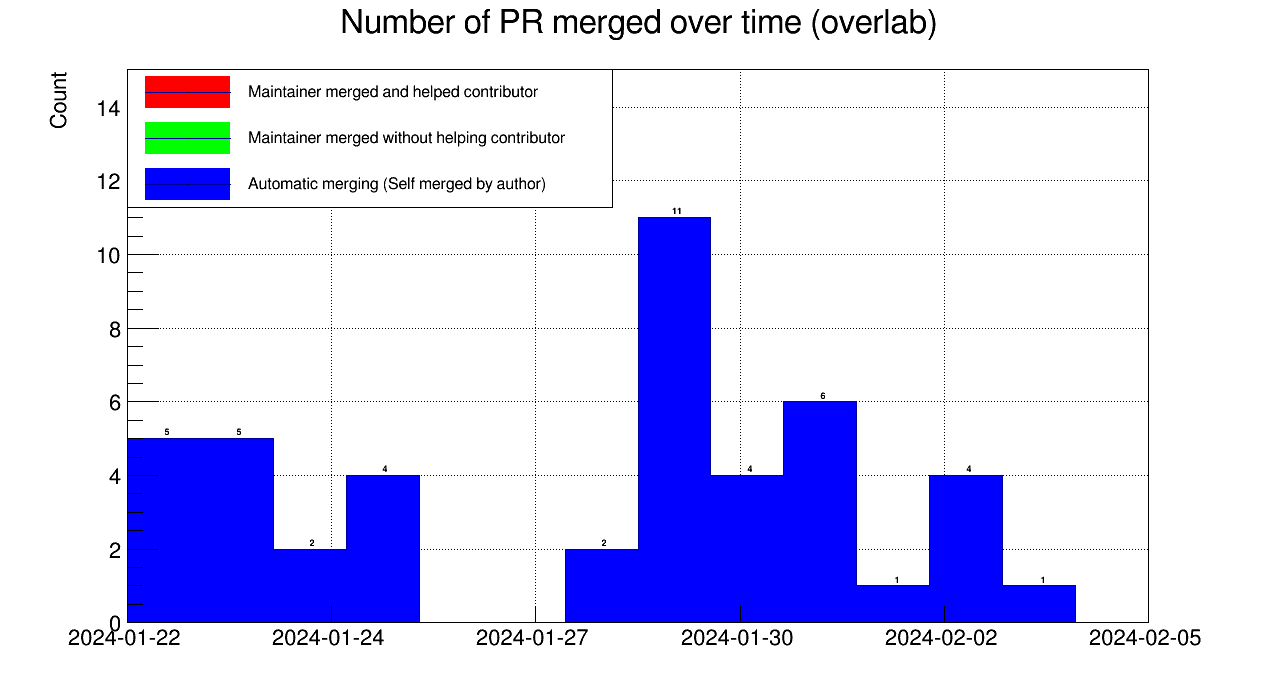 Number of PR merged over time (overlab)
Count
Maintainer merged and helped contributor
Maintainer merged without helping contributor
Automatic merging (Self merged by author)
14
12
10
8
6
4
2
0
5 5 2 4 2 11 4 6 1 4 1
2024-01-22 2024-01-24 2024-01-27 2024-01-30 2024-02-02 2024-02-05